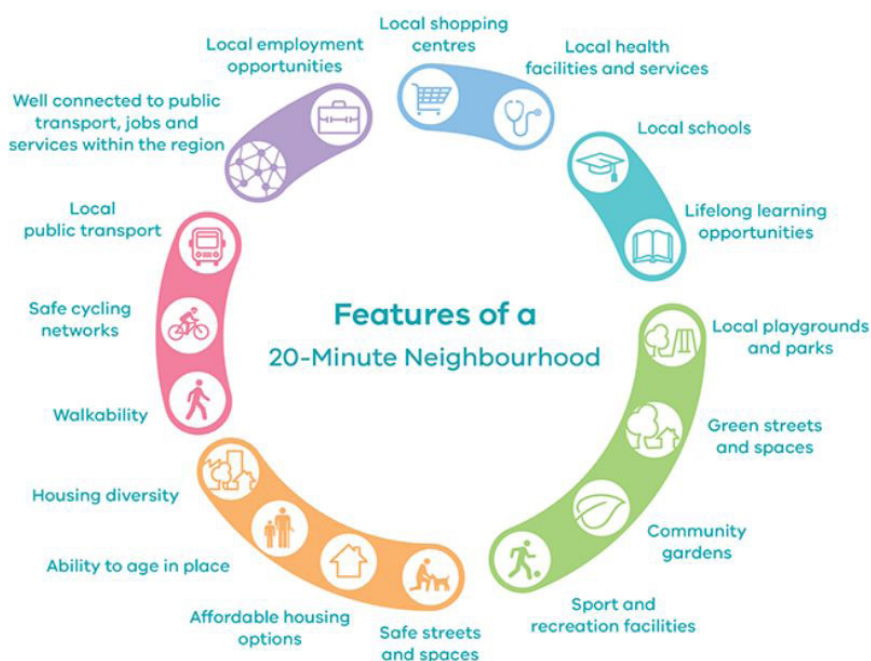 Features of a
20-Minute Neighbourhood
Local shopping
centres
Local health
facilities and services
Local schools
Lifelong learning
opportunities
Local playgrounds
and parks
Green streets
and spaces
Community
gardens
Sport and
recreation facilities
Safe streets
and spaces
Affordable housing
options
Ability to age in place
Housing diversity
Walkability
Safe cycling
networks
Local
public transport
Well connected to public
transport, jobs and
services within the region
Local employment
opportunities